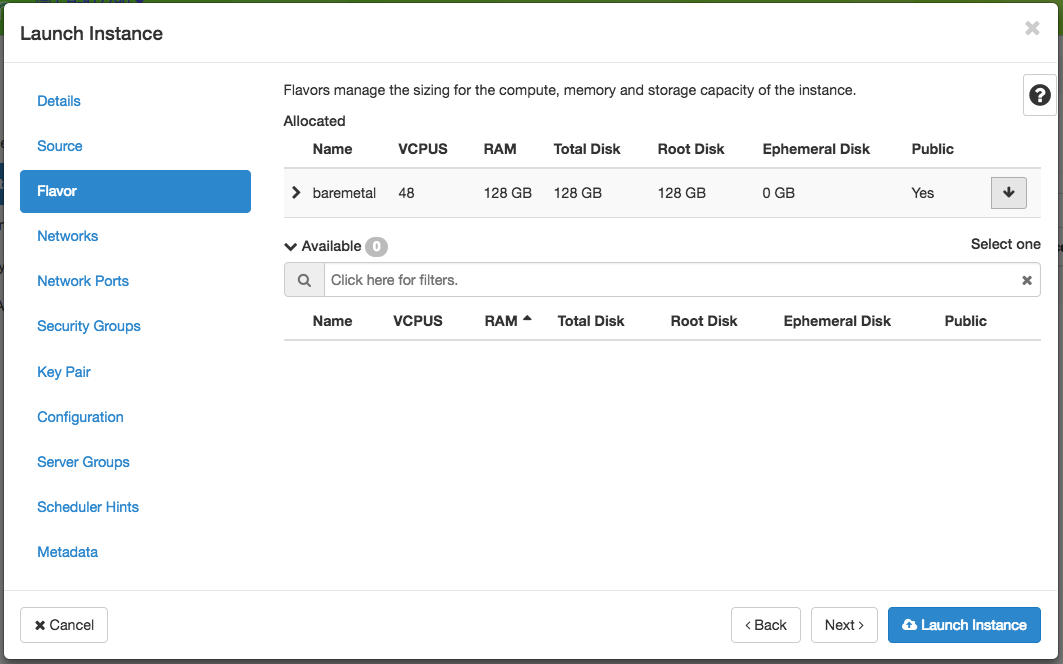 Launch Instance
Details
Source
Flavor
Networks
Network Ports
Security Groups
Key Pair
Configuration
Server Groups
Scheduler Hints
Metadata
Flavors manage the sizing for the compute, memory and storage capacity of the instance.
Allocated
Name VCPUS RAM Total Disk Root Disk Ephemeral Disk Public
baremetal 48 128 GB 128 GB 128 GB 0 GB Yes
Available 0 Select one
Click here for filters.
Name VCPUS RAM Total Disk Root Disk Ephemeral Disk Public
Cancel < Back Next > Launch Instance